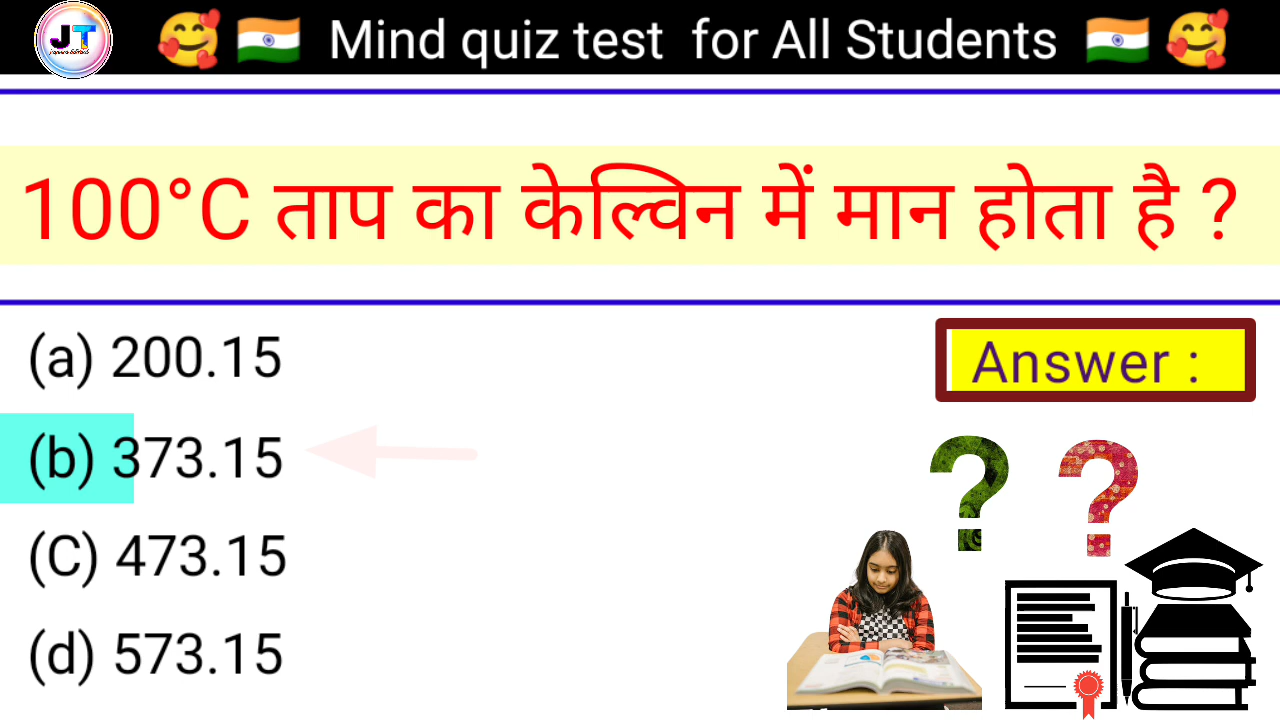 JT
Mind quiz test for All Students
100°C ताप का केल्विन में मान होता है ?
(a) 200.15
Answer :
(b) 373.15
? ?
(C) 473.15
(d) 573.15